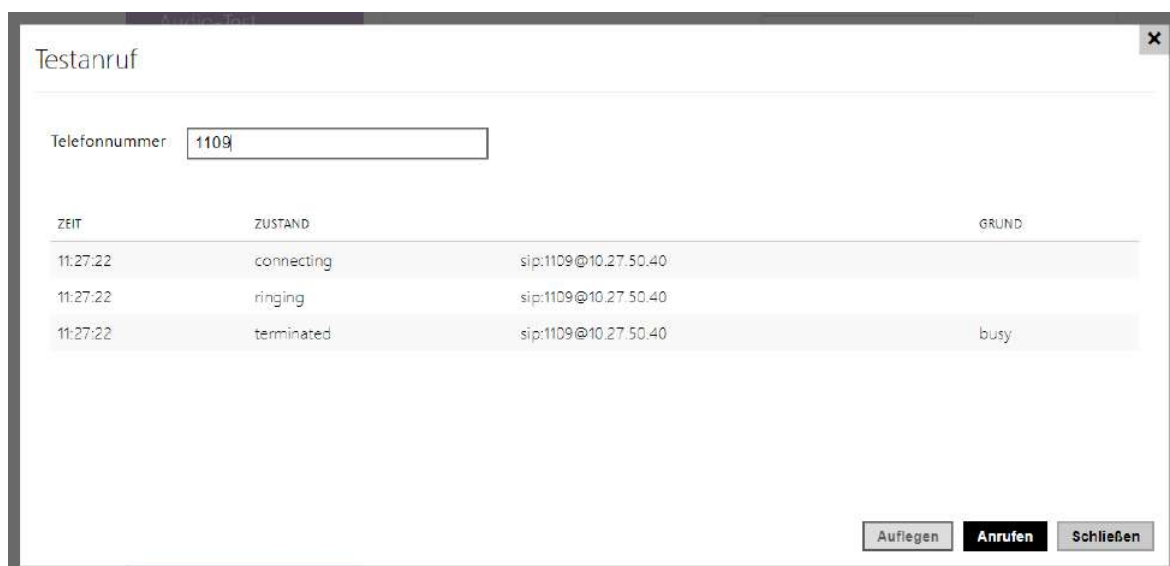 Audio-Test
Testanruf
Telefonnummer 1109
ZEIT ZUSTAND GRUND
11:27:22 connecting sip:1109@10.27.50.40
11:27:22 ringing sip:1109@10.27.50.40
11:27:22 terminated sip:1109@10.27.50.40 busy
Auflegen Anrufen Schließen